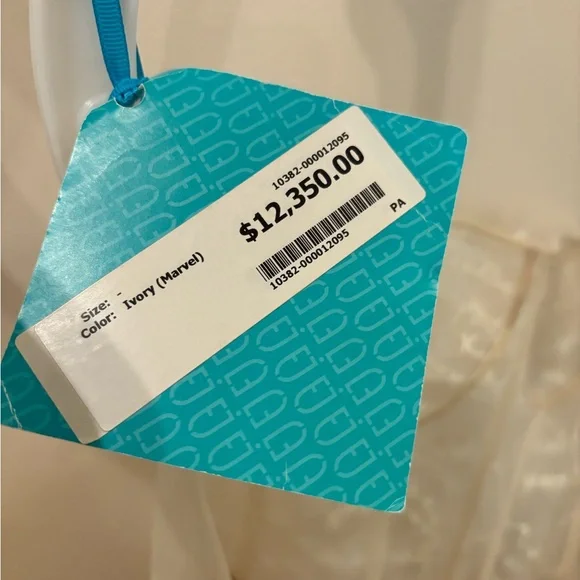 10382-000012095
$12,350.00
10382-000012095
PA
Size: -
Color: Ivory (Marvel)